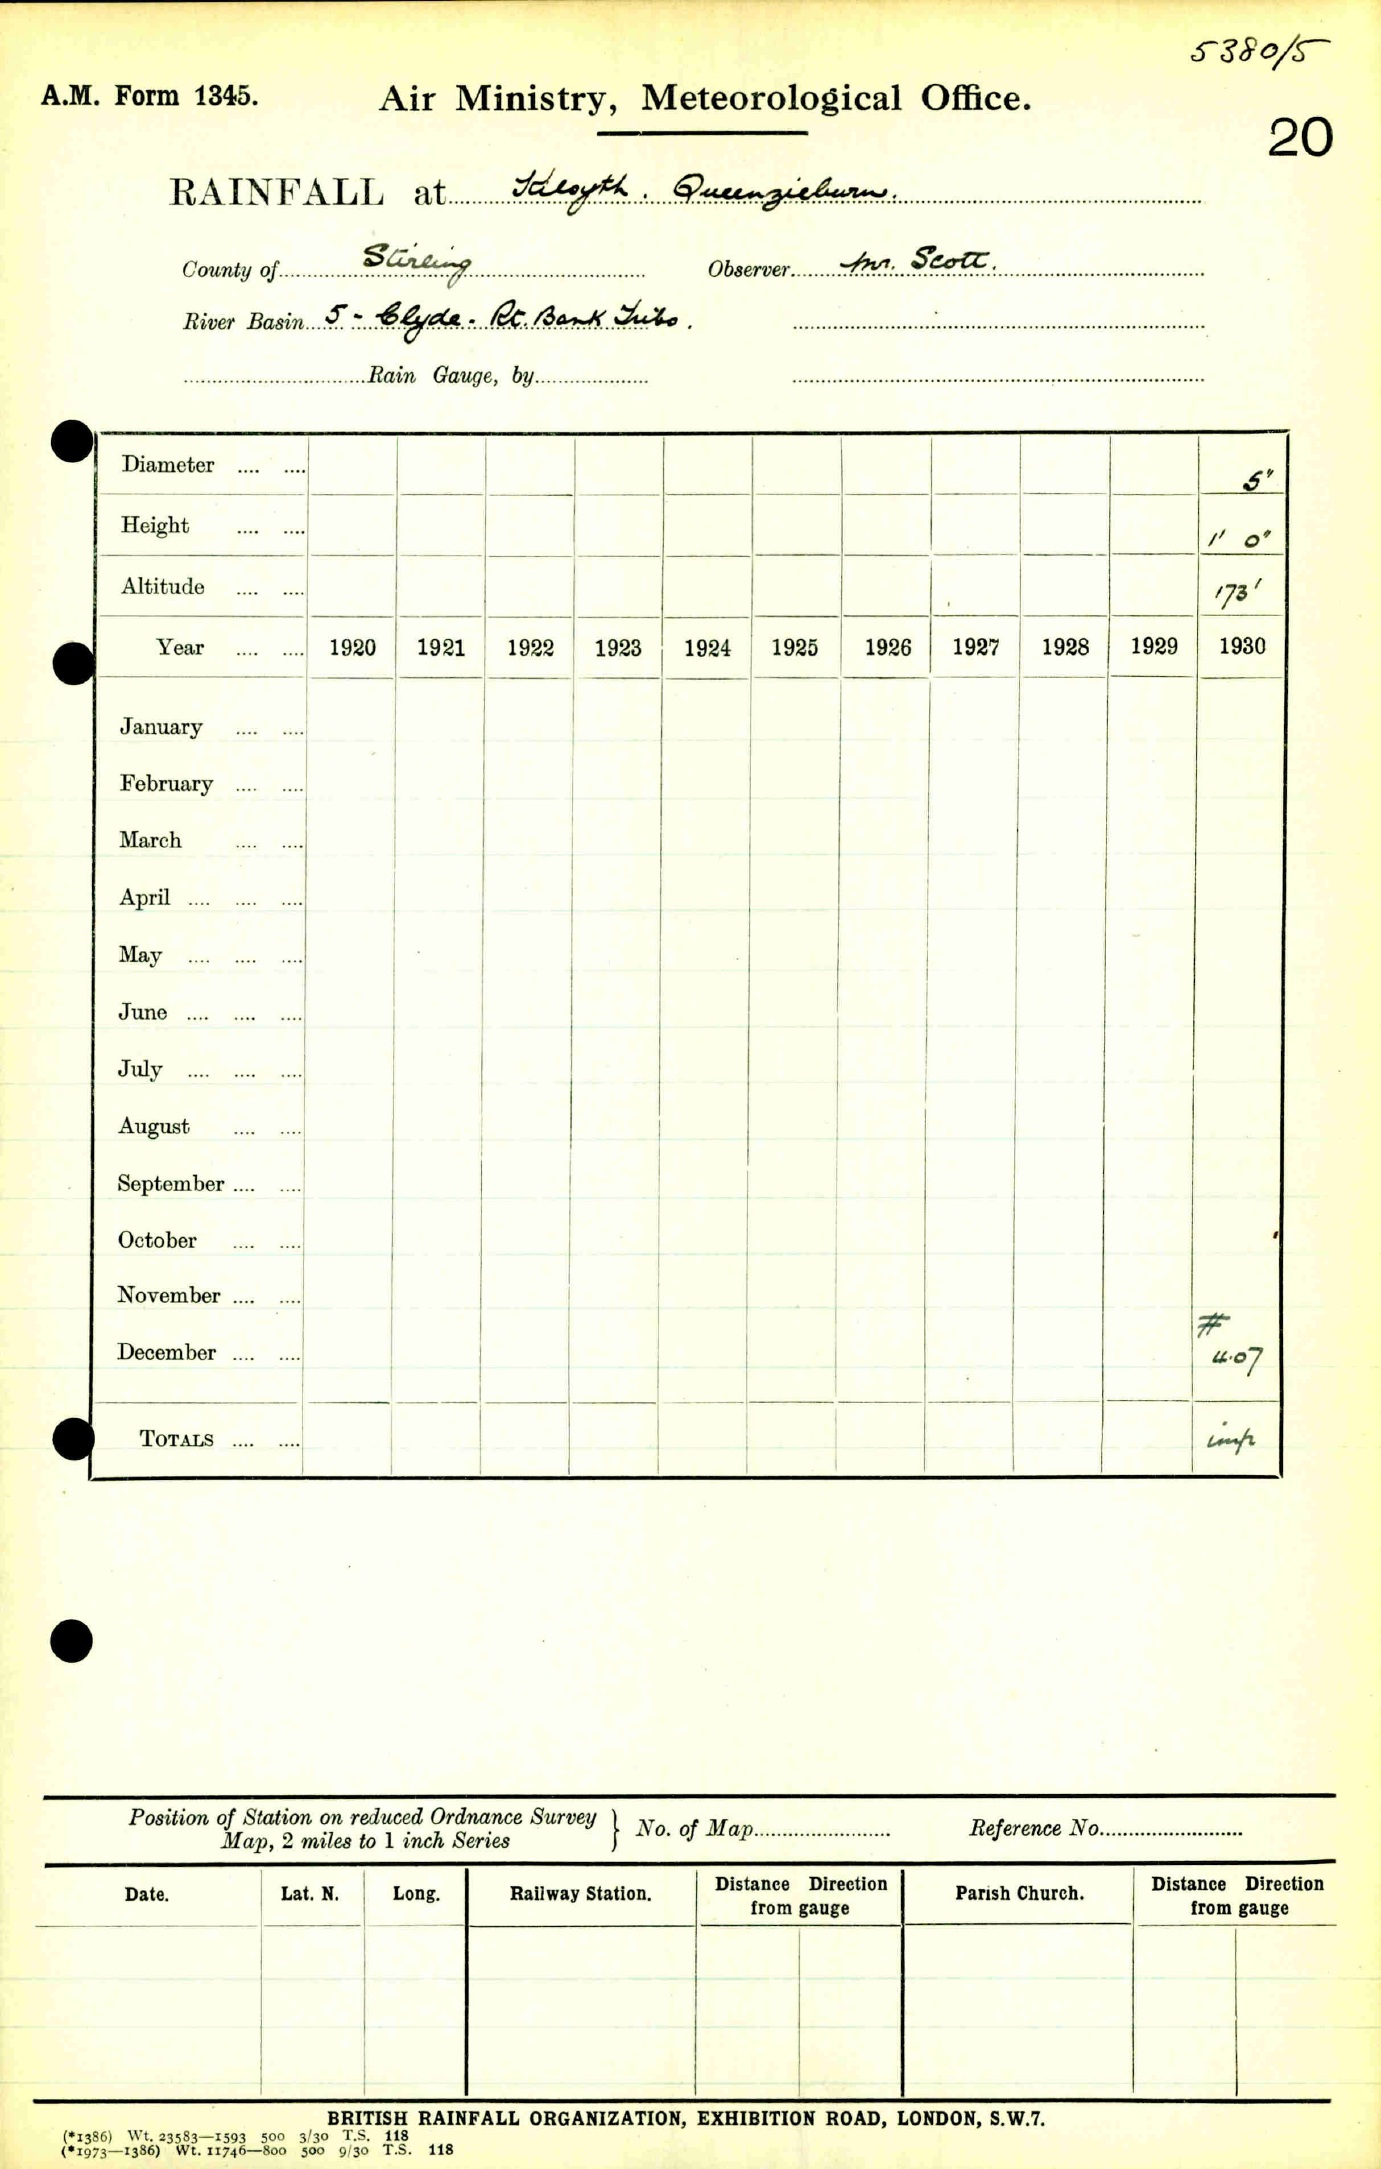 5380/5
A.M. Form 1345. Air Ministry, Meteorological Office.
20
RAINFALL at Kilsyth. Queenzieburn.
County of Stirling Observer Mr. Scott.
River Basin 5 - Clyde - Rt. Bank Tribs.
Rain Gauge, by
Diameter .... .... 5"
Height .... .... 1' 0"
Altitude .... .... 173'
Year .... .... 1920 1921 1922 1923 1924 1925 1926 1927 1928 1929 1930
January .... ....
February .... ....
March .... ....
April .... .... ....
May .... .... ....
June .... .... ....
July .... .... ....
August .... ....
September .... ....
October .... ....
November .... ....
#
December .... .... 4.07
TOTALS .... .... imp
Position of Station on reduced Ordnance Survey
Map, 2 miles to 1 inch Series } No. of Map Reference No.
Date. Lat. N. Long. Railway Station. Distance Direction from gauge Parish Church. Distance Direction from gauge
BRITISH RAINFALL ORGANIZATION, EXHIBITION ROAD, LONDON, S.W.7.
(*1386) Wt. 23583—1593 500 3/30 T.S. 118
(*1973—1386) Wt. 11746—800 500 9/30 T.S. 118